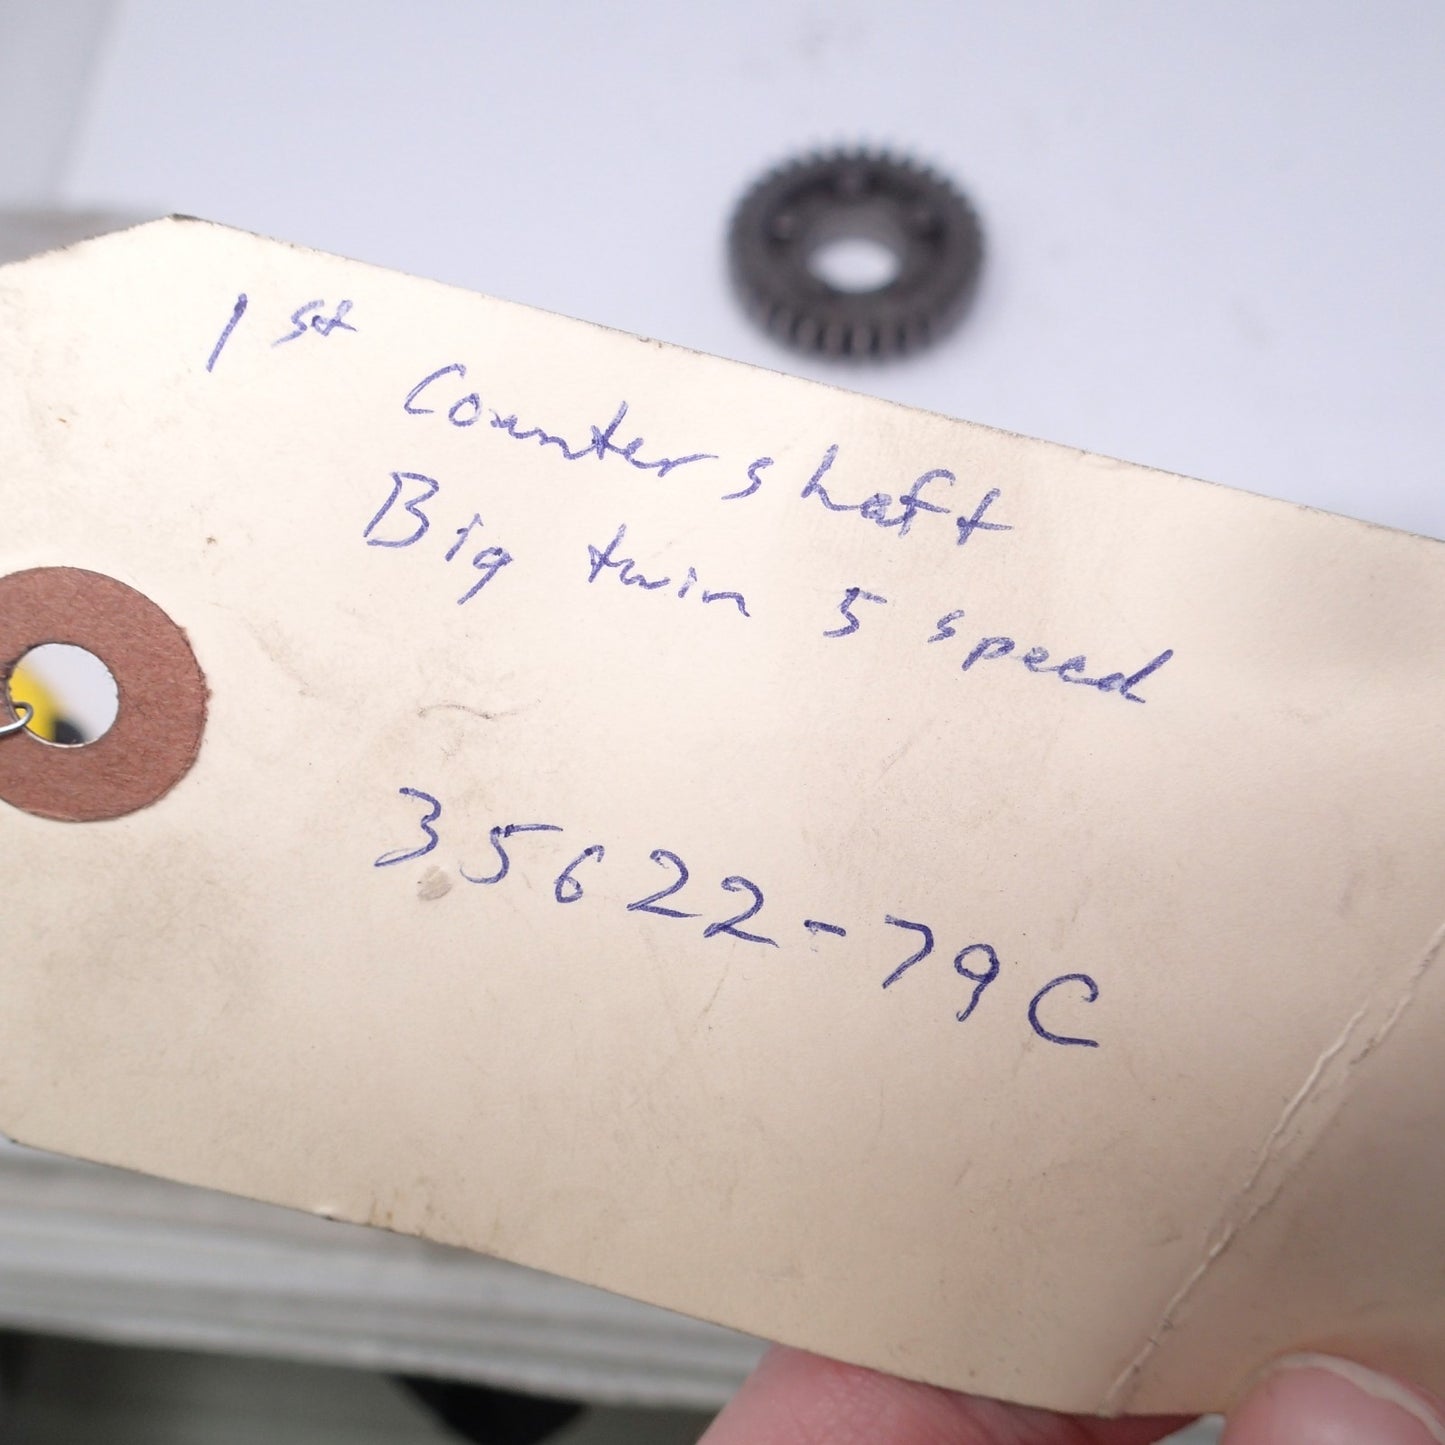 1st
Countershaft
Big twin 5 speed
35622-79C